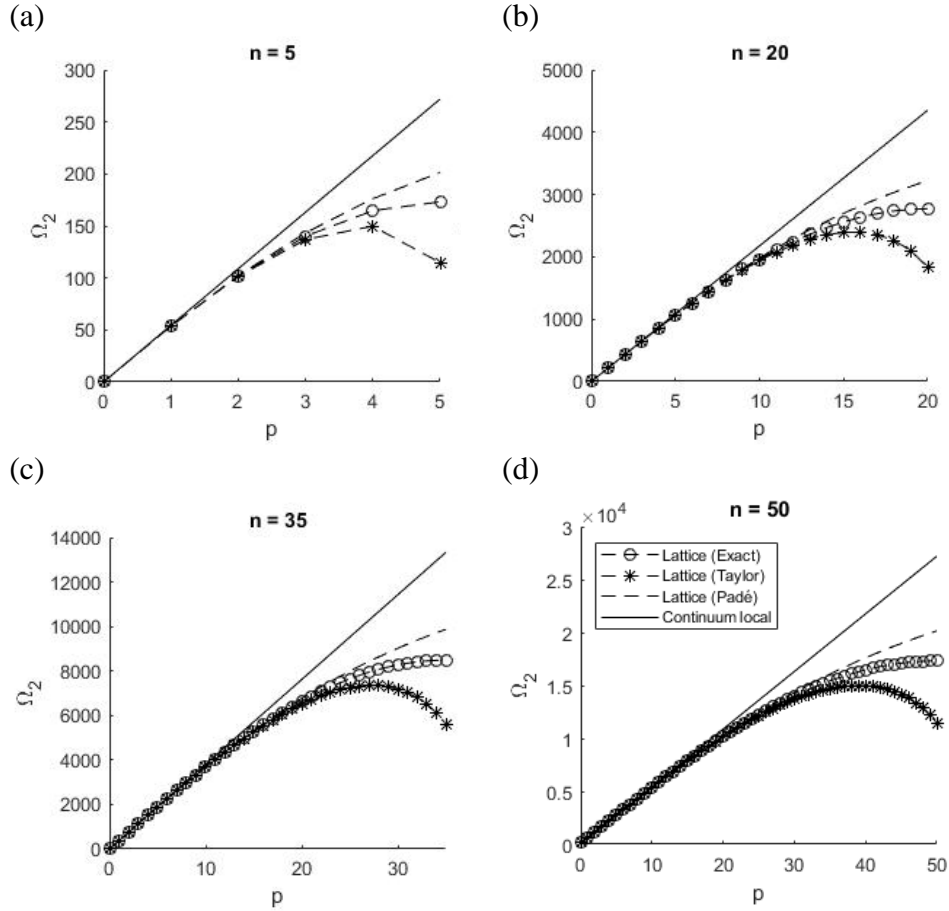 (a)
n = 5
Ω₂
300
250
200
150
100
50
0
0 1 2 3 4 5
p
(b)
n = 20
Ω₂
5000
4000
3000
2000
1000
0
0 5 10 15 20
p
(c)
n = 35
Ω₂
14000
12000
10000
8000
6000
4000
2000
0
0 10 20 30
p
(d)
n = 50
× 10⁴
Ω₂
3
2.5
2
1.5
1
0.5
0
0 10 20 30 40 50
p
Lattice (Exact)
Lattice (Taylor)
Lattice (Padé)
Continuum local